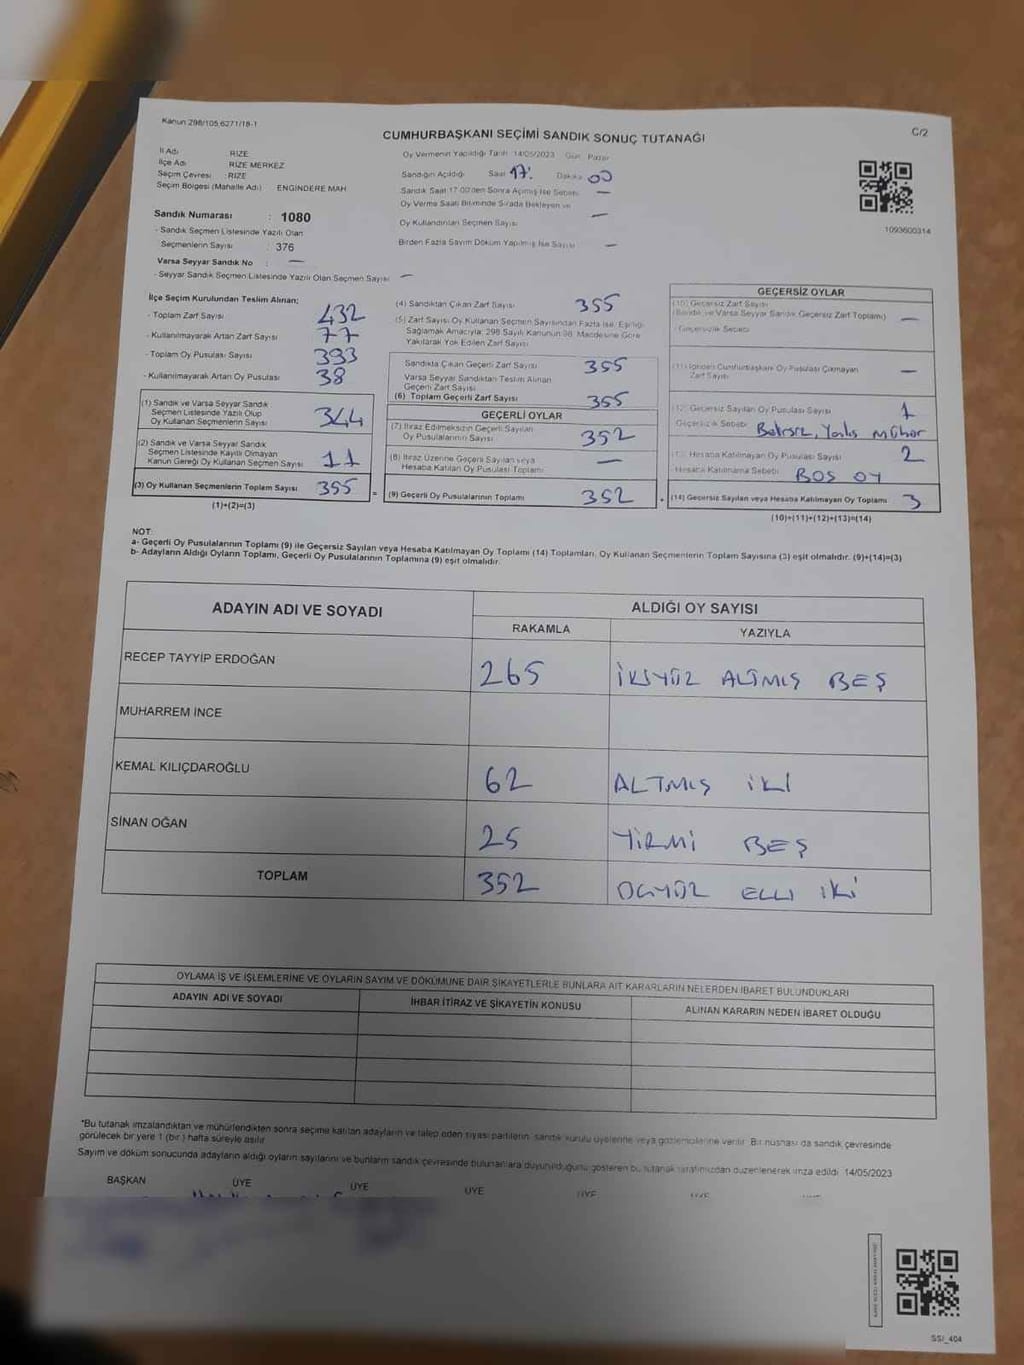 Kanun 298/105,6271/18-1
C/2
CUMHURBAŞKANI SEÇİMİ SANDIK SONUÇ TUTANAĞI
İl Adı : RİZE
İlçe Adı : RİZE MERKEZ
Seçim Çevresi : RİZE
Seçim Bölgesi (Mahalle Adı) : ENGİNDERE MAH.
Oy Vermenin Yapıldığı Tarih 14/05/2023 Gün Pazar
Sandığın Açıldığı Saat 17: Dakika 00
Sandık Saat 17:00'den Sonra Açılmış İse Sebebi —
Oy Verme Saati Bitiminde Sırada Bekleyen ve
Oy Kullandırılan Seçmen Sayısı —
Birden Fazla Sayım Döküm Yapılmış İse Sayısı —
1093600314
Sandık Numarası : 1080
- Sandık Seçmen Listesinde Yazılı Olan
Seçmenlerin Sayısı : 376
Varsa Seyyar Sandık No : —
- Seyyar Sandık Seçmen Listesinde Yazılı Olan Seçmen Sayısı —
İlçe Seçim Kurulundan Teslim Alınan;
- Toplam Zarf Sayısı 432
- Kullanılmayarak Artan Zarf Sayısı 77
- Toplam Oy Pusulası Sayısı 393
- Kullanılmayarak Artan Oy Pusulası 38
(1) Sandık ve Varsa Seyyar Sandık
Seçmen Listesinde Yazılı Olup
Oy Kullanan Seçmenlerin Sayısı 344
(2) Sandık ve Varsa Seyyar Sandık
Seçmen Listesinde Kayıtlı Olmayan
Kanun Gereği Oy Kullanan Seçmen Sayısı 11
(3) Oy Kullanan Seçmenlerin Toplam Sayısı 355
(1)+(2)=(3)
(4) Sandıktan Çıkan Zarf Sayısı 355
(5) Zarf Sayısı Oy Kullanan Seçmen Sayısından Fazla İse, Eşitliği
Sağlamak Amacıyla; 298 Sayılı Kanunun 98. Maddesine Göre
Yakılarak Yok Edilen Zarf Sayısı
Sandıkta Çıkan Geçerli Zarf Sayısı 355
Varsa Seyyar Sandıktan Teslim Alınan
Geçerli Zarf Sayısı
(6) Toplam Geçerli Zarf Sayısı 355
GEÇERLİ OYLAR
(7) İtiraz Edilmeksizin Geçerli Sayılan
Oy Pusulalarının Sayısı 352
(8) İtiraz Üzerine Geçerli Sayılan veya
Hesaba Katılan Oy Pusulası Toplamı —
= (9) Geçerli Oy Pusulalarının Toplamı 352
GEÇERSİZ OYLAR
(10) Geçersiz Zarf Sayısı
(Sandık ve Varsa Seyyar Sandık Geçersiz Zarf Toplamı) —
- Geçersizlik Sebebi
(11) İçinden Cumhurbaşkanı Oy Pusulası Çıkmayan
Zarf Sayısı —
(12) Geçersiz Sayılan Oy Pusulası Sayısı 1
Geçersizlik Sebebi Mühür
(13) Hesaba Katılmayan Oy Pusulası Sayısı 2
- Hesaba Katılmama Sebebi BOŞ OY
+ (14) Geçersiz Sayılan veya Hesaba Katılmayan Oy Toplamı 3
(10)+(11)+(12)+(13)=(14)
NOT:
a- Geçerli Oy Pusulalarının Toplamı (9) ile Geçersiz Sayılan veya Hesaba Katılmayan Oy Toplamı (14) Toplamları, Oy Kullanan Seçmenlerin Toplam Sayısına (3) eşit olmalıdır. (9)+(14)=(3)
b- Adayların Aldığı Oyların Toplamı, Geçerli Oy Pusulalarının Toplamına (9) eşit olmalıdır.
ADAYIN ADI VE SOYADI ALDIĞI OY SAYISI
RAKAMLA YAZIYLA
RECEP TAYYİP ERDOĞAN 265 İKİYÜZ ALTMIŞ BEŞ
MUHARREM İNCE
KEMAL KILIÇDAROĞLU 62 ALTMIŞ İKİ
SİNAN OĞAN 25 YİRMİ BEŞ
TOPLAM 352 ÜÇYÜZ ELLİ İKİ
OYLAMA İŞ VE İŞLEMLERİNE VE OYLARIN SAYIM VE DÖKÜMÜNE DAİR ŞİKAYETLERLE BUNLARA AİT KARARLARIN NELERDEN İBARET BULUNDUKLARI
ADAYIN ADI VE SOYADI İHBAR İTİRAZ VE ŞİKAYETİN KONUSU ALINAN KARARIN NEDEN İBARET OLDUĞU
"Bu tutanak imzalandıktan ve mühürlendikten sonra seçime katılan adayların ve talep eden siyasi partilerin, sandık kurulu üyelerine veya gözlemcilerine verilir. Bir nüshası da sandık çevresinde
görülecek bir yere 1 (bir) hafta süreyle asılır.
Sayım ve döküm sonucunda adayların aldığı oyların sayılarını ve bunların sandık çevresinde bulunanlara duyurulduğunu gösteren bu tutanak tarafımızdan düzenlenerek imza edildi. 14/05/2023
BAŞKAN ÜYE ÜYE ÜYE ÜYE ÜYE ÜYE
SSI_404